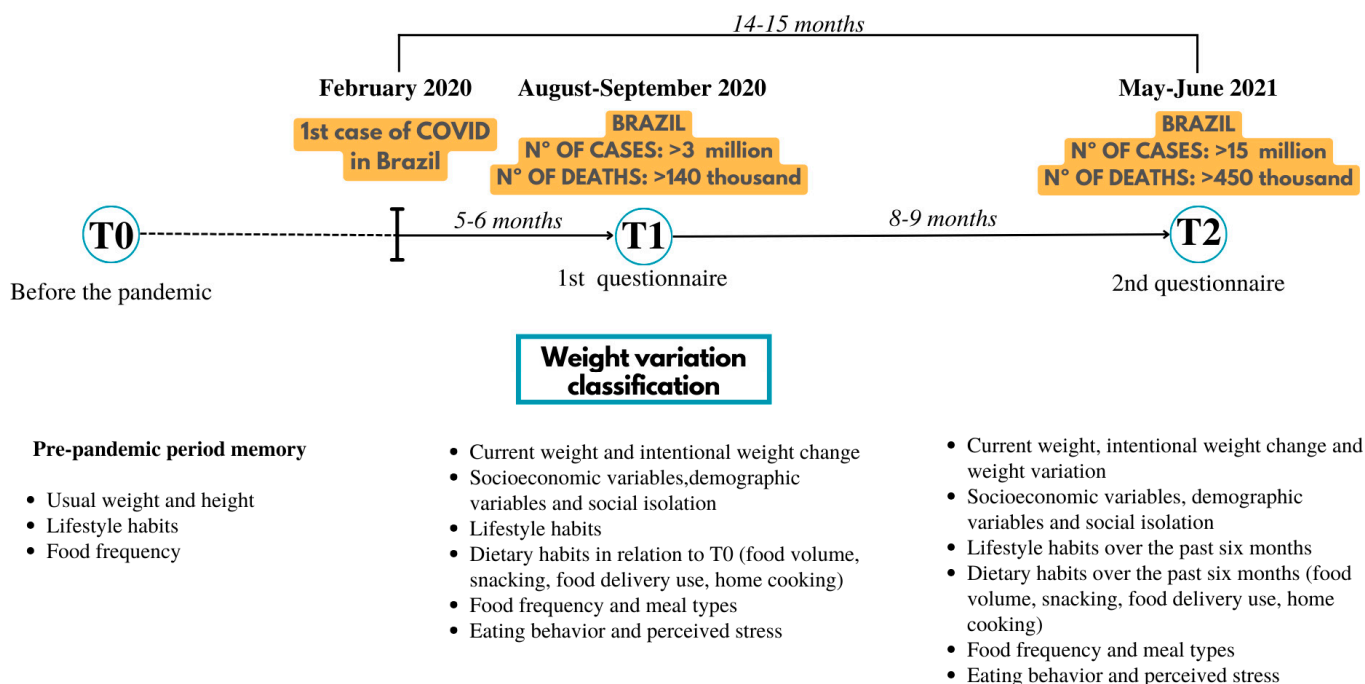 14-15 months
February 2020
August-September 2020
May-June 2021
1st case of COVID
in Brazil
BRAZIL
N° OF CASES: >3 million
N° OF DEATHS: >140 thousand
BRAZIL
N° OF CASES: >15 million
N° OF DEATHS: >450 thousand
T0
5-6 months
T1
8-9 months
T2
Before the pandemic
1st questionnaire
2nd questionnaire
Weight variation
classification
Pre-pandemic period memory
• Usual weight and height
• Lifestyle habits
• Food frequency
• Current weight and intentional weight change
• Socioeconomic variables,demographic
variables and social isolation
• Lifestyle habits
• Dietary habits in relation to T0 (food volume,
snacking, food delivery use, home cooking)
• Food frequency and meal types
• Eating behavior and perceived stress
• Current weight, intentional weight change and
weight variation
• Socioeconomic variables, demographic
variables and social isolation
• Lifestyle habits over the past six months
• Dietary habits over the past six months (food
volume, snacking, food delivery use, home
cooking)
• Food frequency and meal types
• Eating behavior and perceived stress